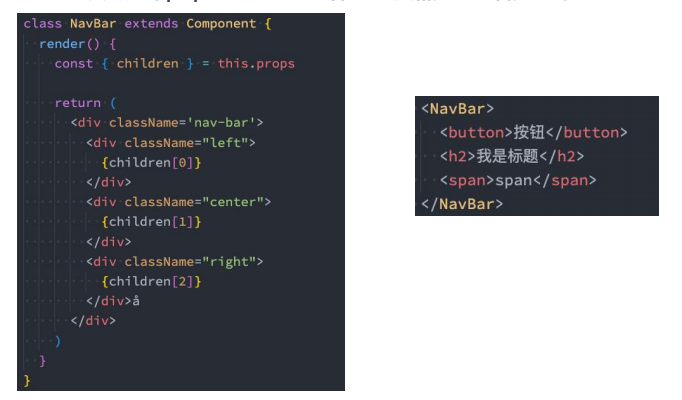 class NavBar extends Component {
render() {
const { children } = this.props
return (
<div className='nav-bar'>
<div className="left">
{children[0]}
</div>
<div className="center">
{children[1]}
</div>
<div className="right">
{children[2]}
</div>å
</div>
)
}
}
<NavBar>
<button>按钮</button>
<h2>我是标题</h2>
<span>span</span>
</NavBar>